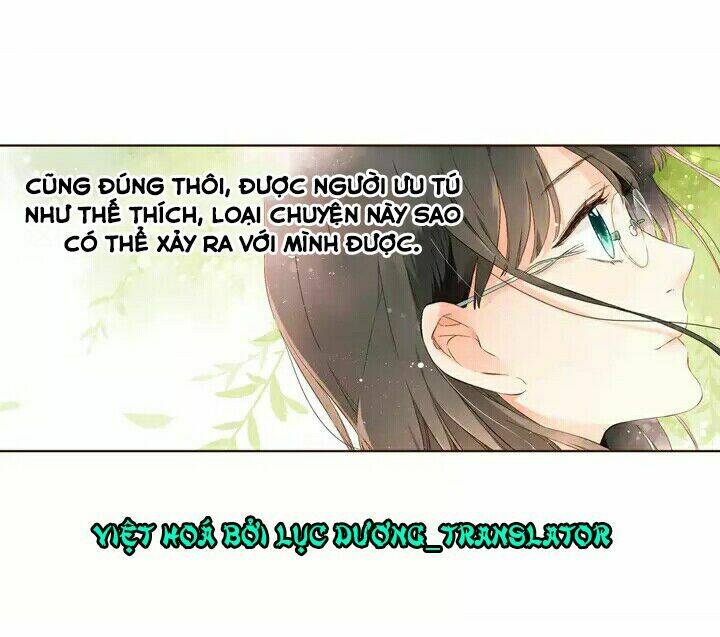 CŨNG ĐÚNG THÔI, ĐƯỢC NGƯỜI ƯU TÚ
NHƯ THẾ THÍCH, LOẠI CHUYỆN NÀY SAO
CÓ THỂ XẢY RA VỚI MÌNH ĐƯỢC.
VIỆT HOÁ BỞI LỤC DƯƠNG_TRANSLATOR